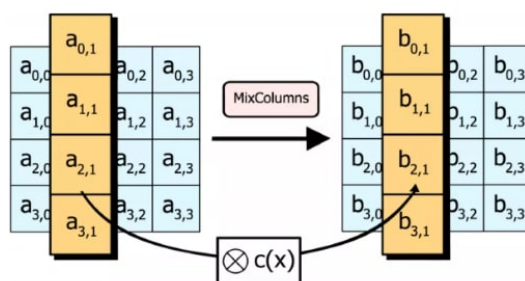 a0,1 b0,1
a0,0 a0,2 a0,3 b0,0 b0,2 b0,3
a1,1 MixColumns b1,1
a1,0 a1,2 a1,3 b1,0 b1,2 b1,3
a2,0 a2,1 a2,2 a2,3 b2,0 b2,1 b2,2 b2,3
a3,0 a3,2 a3,3 b3,0 b3,2 b3,3
a3,1 b3,1
⊗ c(x)